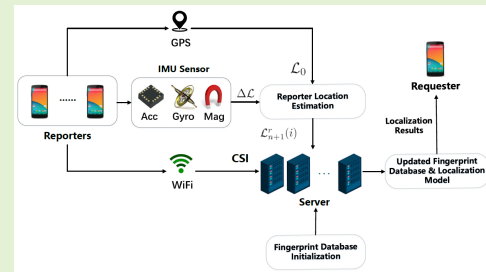 GPS
IMU Sensor
Acc Gyro Mag
Reporters
ΔL
L₀
Reporter Location
Estimation
Lʳₙ₊₁(i)
WiFi
CSI
Server
Fingerprint Database
Initialization
Updated Fingerprint
Database & Localization
Model
Localization
Results
Requester